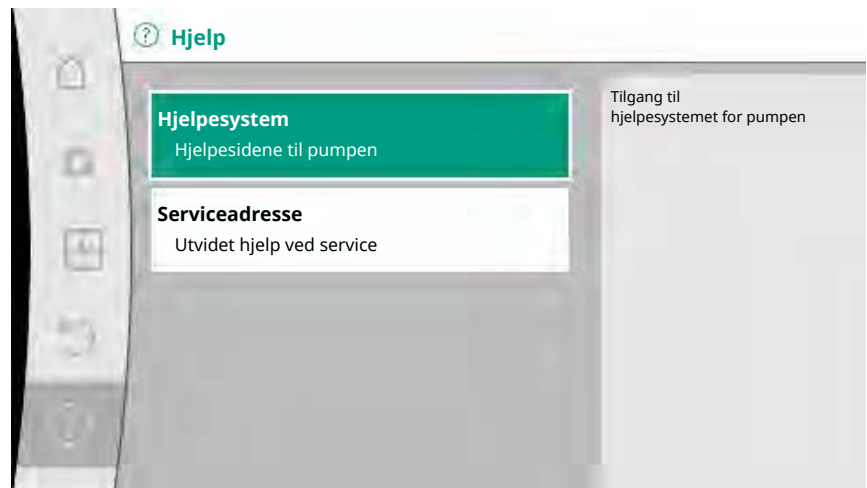 Hjelp
Hjelpesystem
Hjelpesidene til pumpen
Serviceadresse
Utvidet hjelp ved service
Tilgang til
hjelpesystemet for pumpen